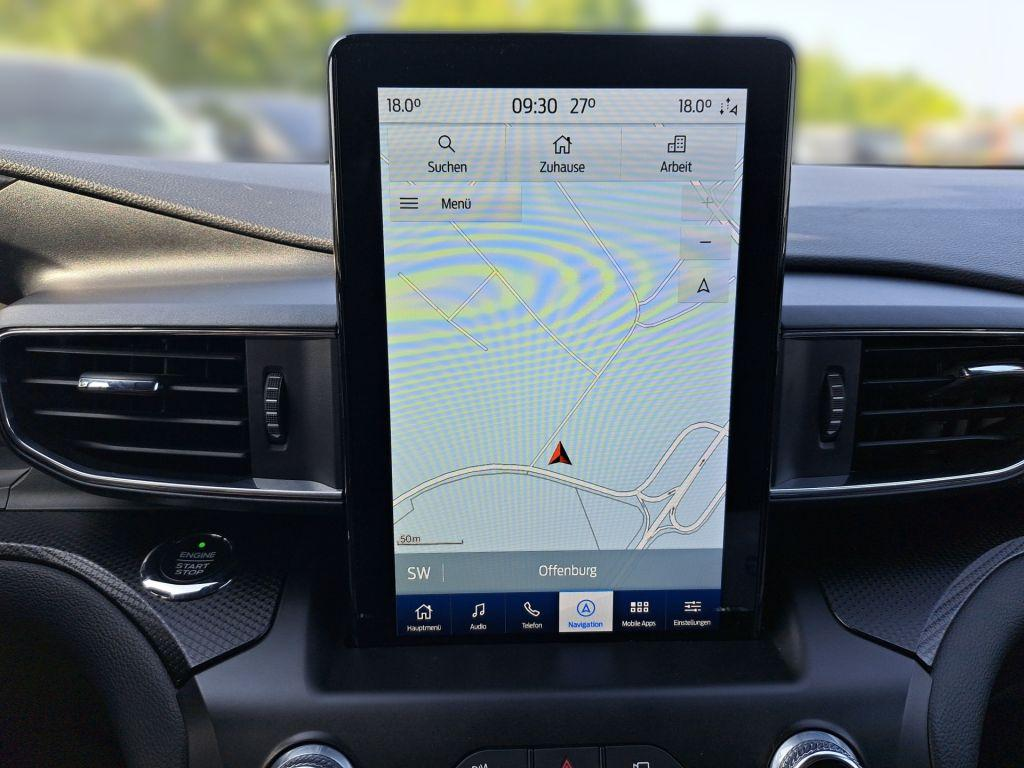 18.0° 09:30 27° 18.0°
Suchen Zuhause Arbeit
Menü
50m
SW Offenburg
Hauptmenü Audio Telefon Navigation Mobile Apps Einstellungen
ENGINE
START
STOP